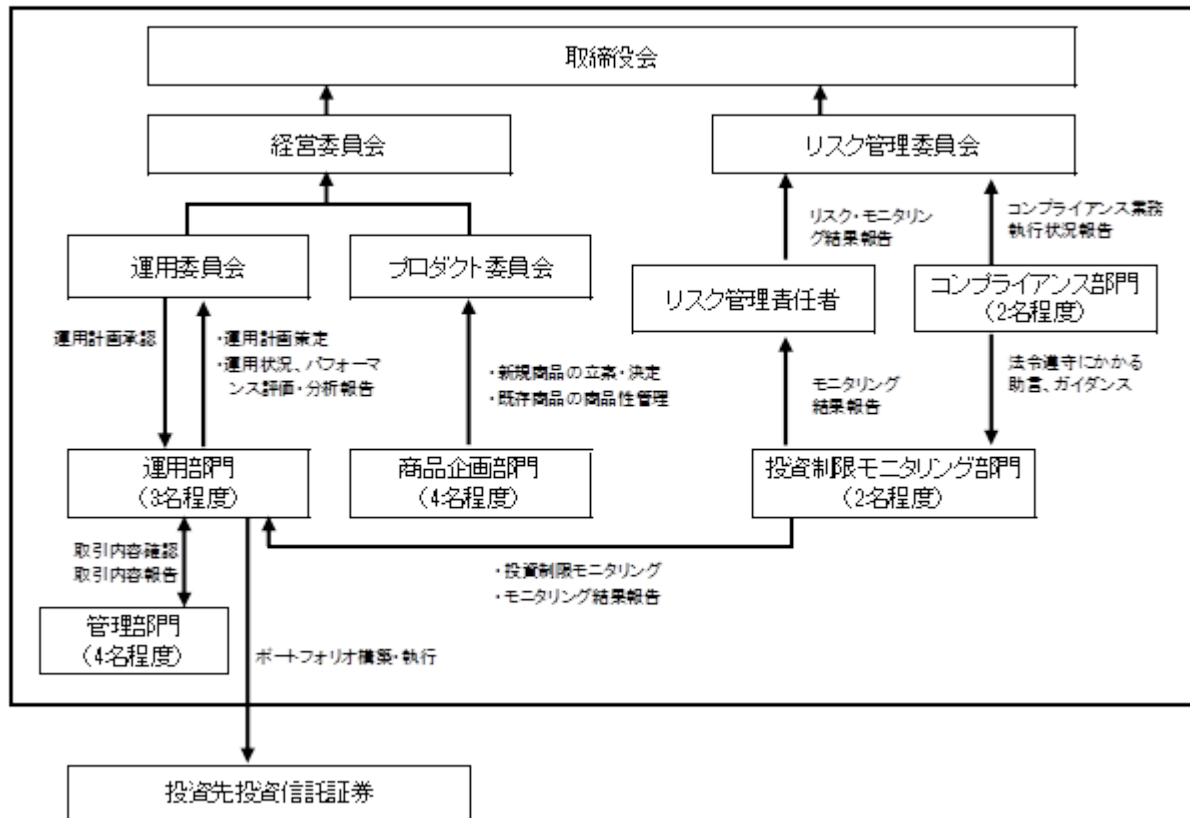 取締役会
経営委員会
リスク管理委員会
リスク・モニタリン
グ結果報告
コンプライアンス業務
執行状況報告
運用委員会
プロダクト委員会
リスク管理責任者
コンプライアンス部門
(2名程度)
運用計画承認
・運用計画策定
・運用状況、パフォーマ
ンス評価・分析報告
・新規商品の立案・決定
・既存商品の商品性管理
モニタリング
結果報告
法令遵守にかかる
助言、ガイダンス
運用部門
(3名程度)
商品企画部門
(4名程度)
投資制限モニタリング部門
(2名程度)
取引内容確認
取引内容報告
・投資制限モニタリング
・モニタリング結果報告
管理部門
(4名程度)
ポートフォリオ構築・執行
投資先投資信託証券